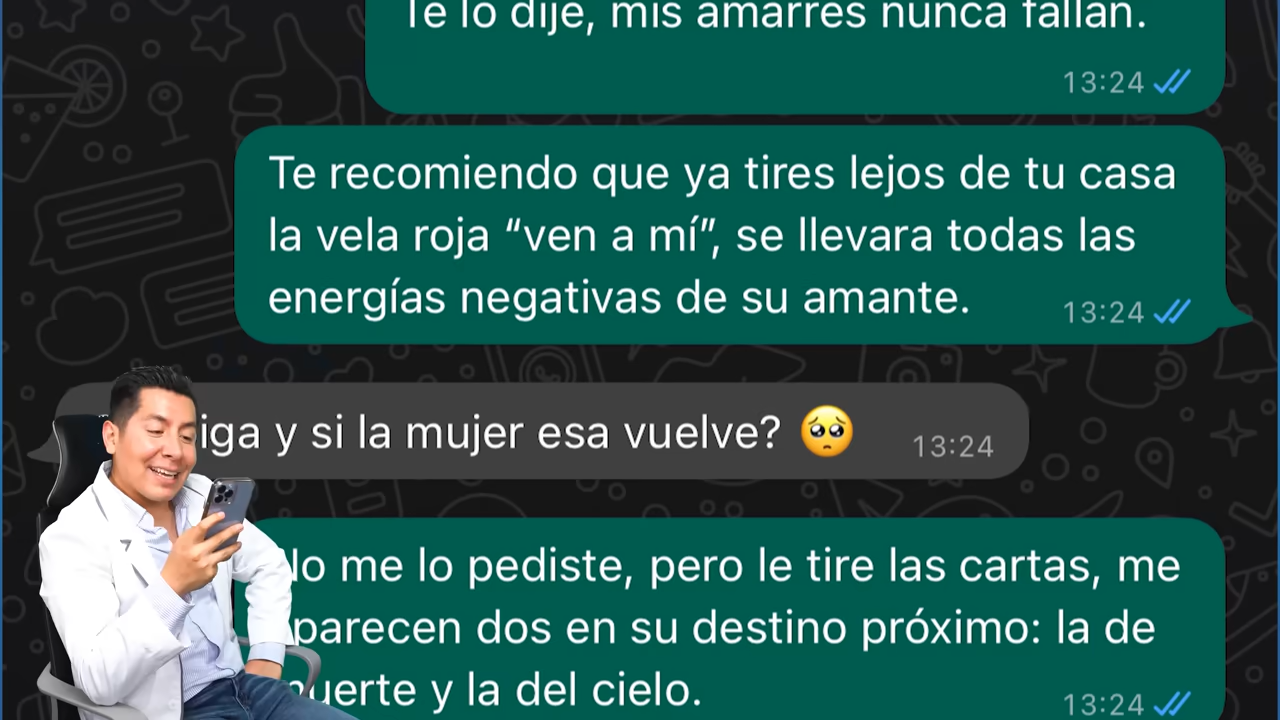 Te lo dije, mis amarres nunca fallan.
13:24
Te recomiendo que ya tires lejos de tu casa
la vela roja “ven a mí”, se llevara todas las
energías negativas de su amante.
13:24
y si la mujer esa vuelve? 🥺
13:24
No me lo pediste, pero le tire las cartas, me
aparecen dos en su destino próximo: la de
muerte y la del cielo.
13:24